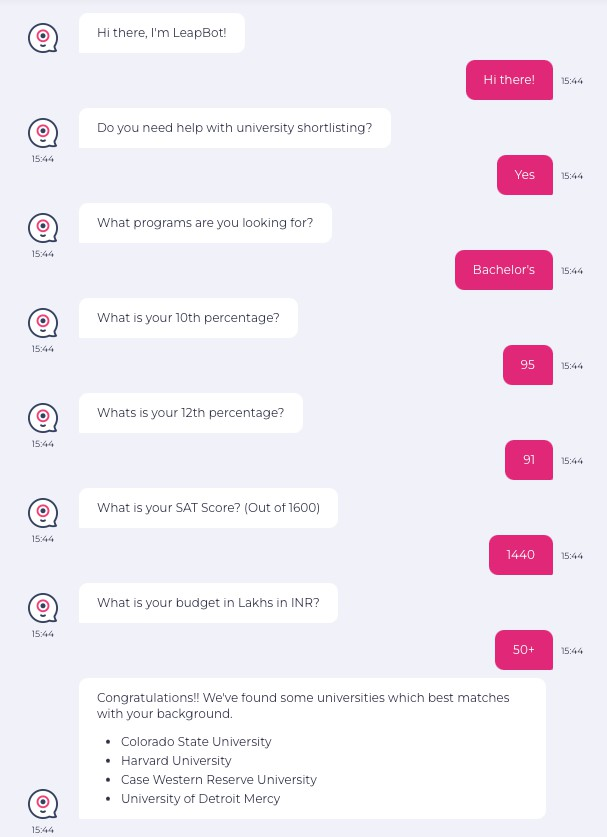 Hi there, I'm LeapBot!
Hi there!
15:44
Do you need help with university shortlisting?
15:44
Yes
15:44
What programs are you looking for?
15:44
Bachelor's
15:44
What is your 10th percentage?
15:44
95
15:44
Whats is your 12th percentage?
15:44
91
15:44
What is your SAT Score? (Out of 1600)
15:44
1440
15:44
What is your budget in Lakhs in INR?
15:44
50+
15:44
Congratulations!! We've found some universities which best matches
with your background.
• Colorado State University
• Harvard University
• Case Western Reserve University
• University of Detroit Mercy
15:44